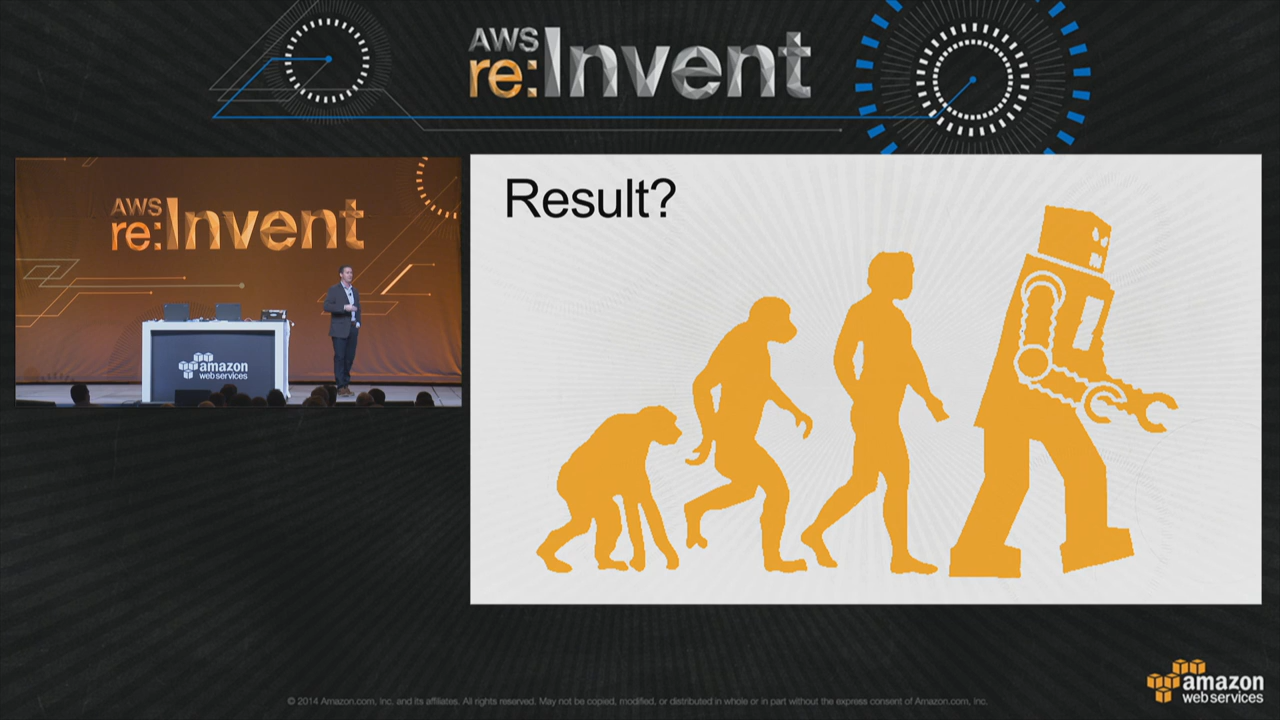 AWS
re:Invent
AWS
re:Invent
amazon
web services
Result?
amazon
web services
© 2014 Amazon.com, Inc. and its affiliates. All rights reserved. May not be copied, modified, or distributed in whole or in part without the express consent of Amazon.com, Inc.